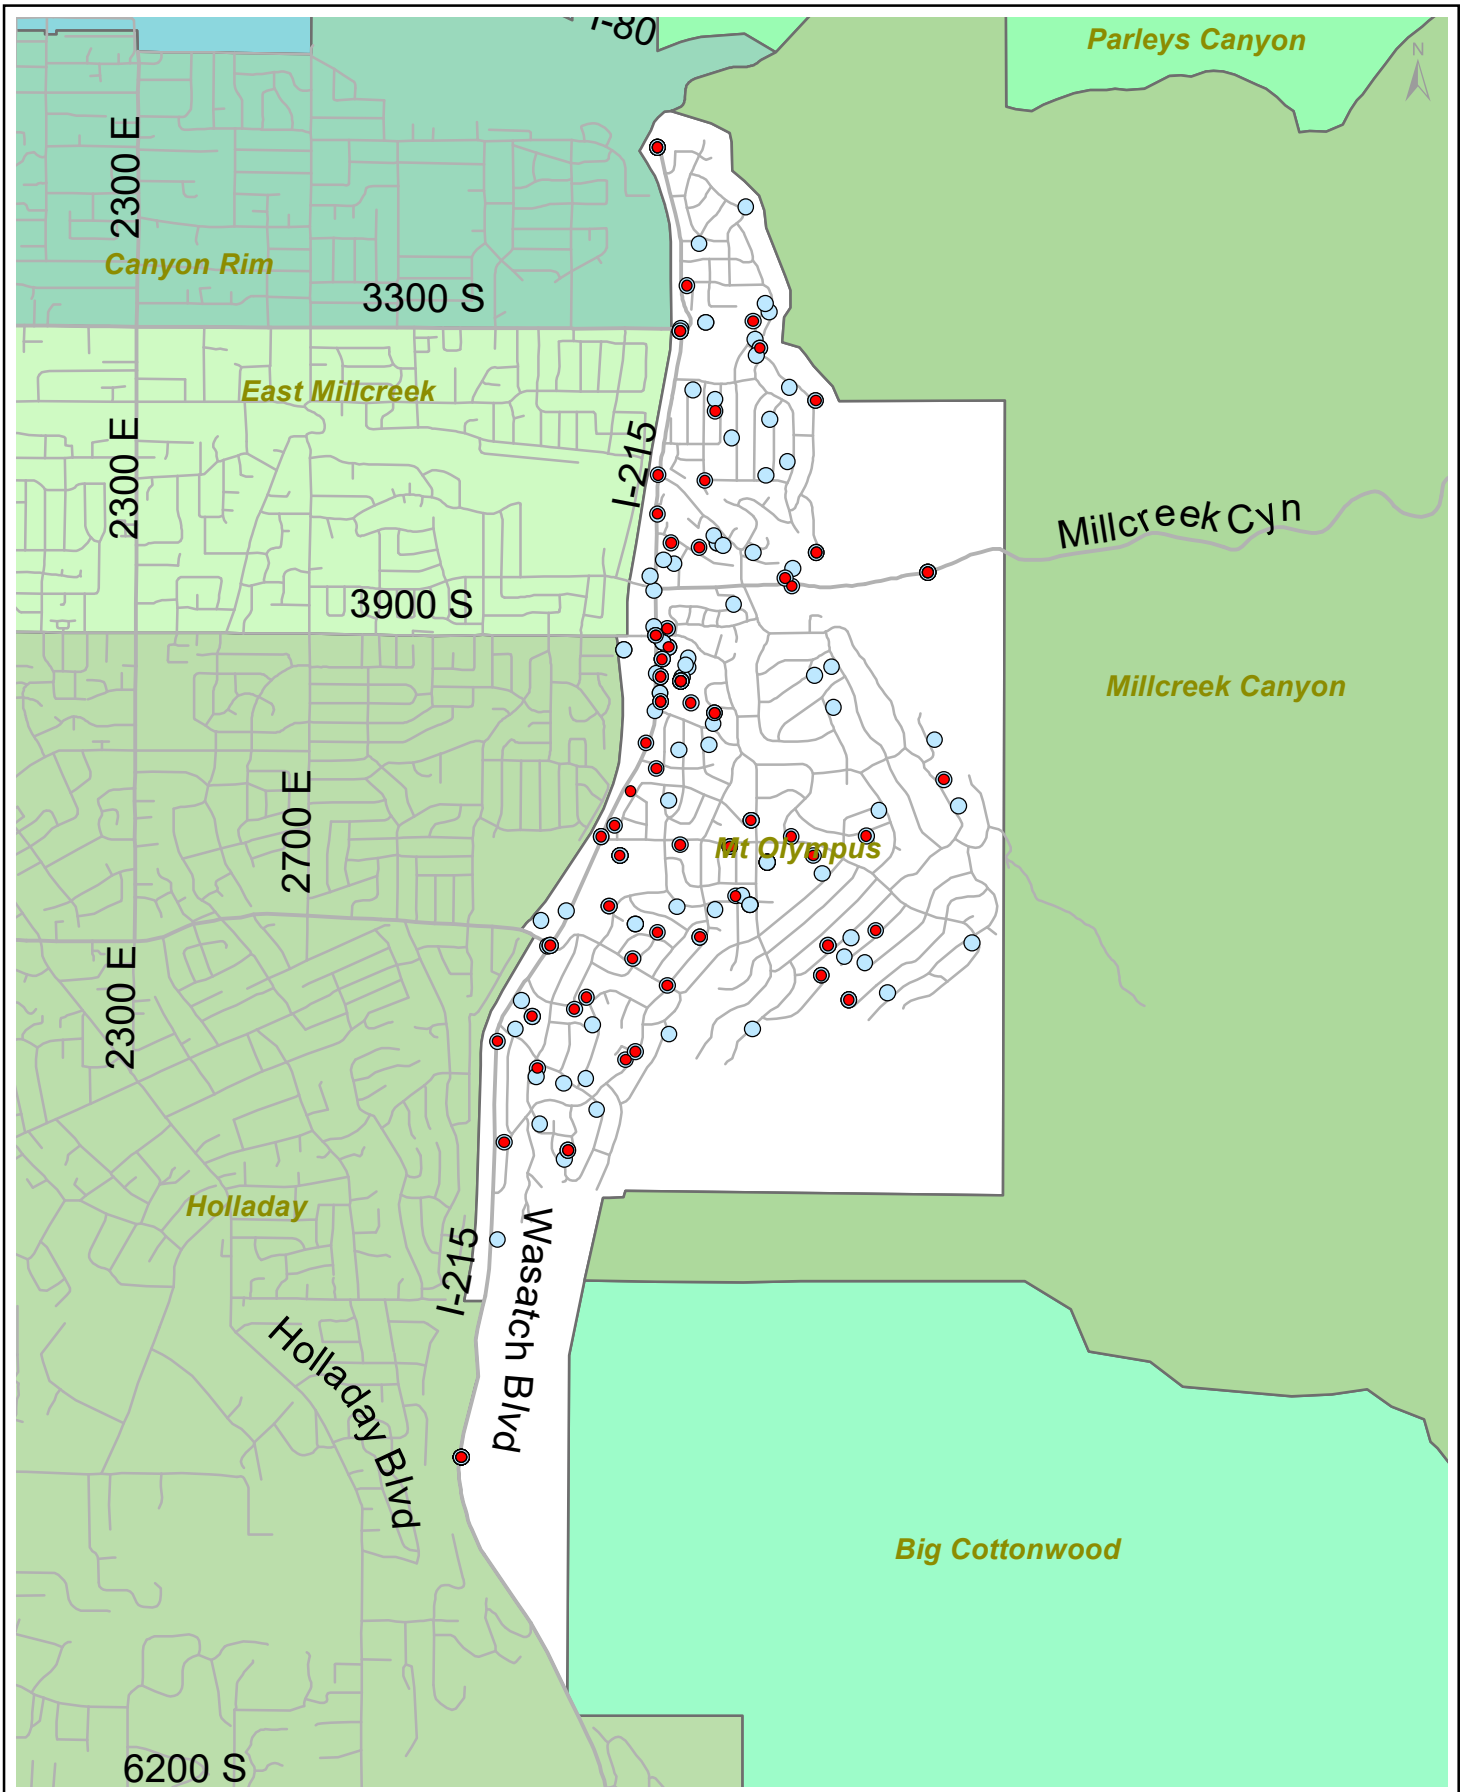 I-80
Parleys Canyon
N
2300 E
Canyon Rim
3300 S
East Millcreek
2300 E
I-215
Millcreek Cyn
3900 S
Millcreek Canyon
2700 E
Mt Olympus
2300 E
Holladay
I-215
Wasatch Blvd
Holladay Blvd
Big Cottonwood
6200 S